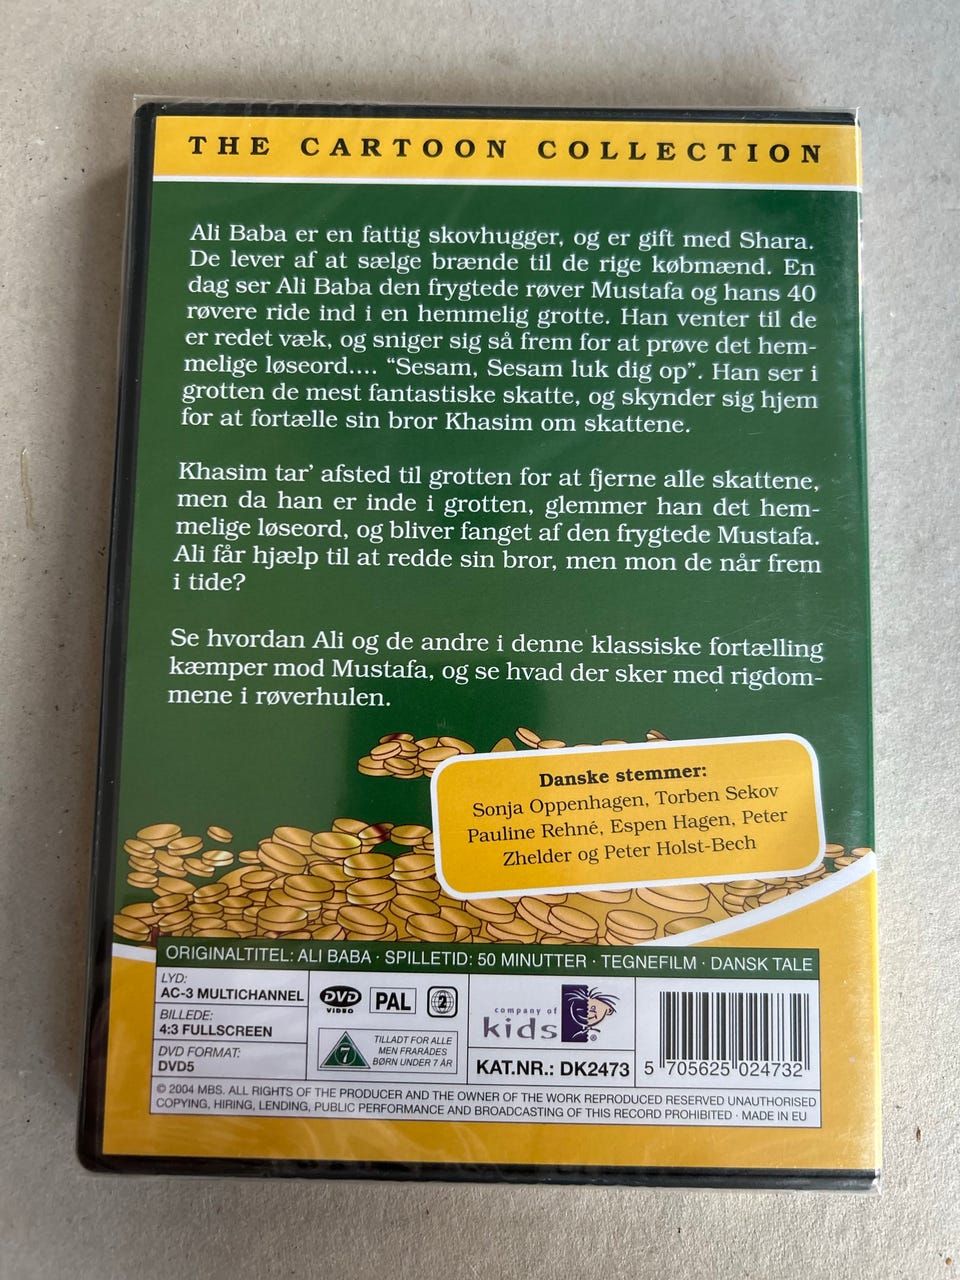 THE CARTOON COLLECTION
Ali Baba er en fattig skovhugger, og er gift med Shara.
De lever af at sælge brænde til de rige købmænd. En
dag ser Ali Baba den frygtede røver Mustafa og hans 40
røvere ride ind i en hemmelig grotte. Han venter til de
er redet væk, og sniger sig så frem for at prøve det hem-
melige løseord.... “Sesam, Sesam luk dig op”. Han ser i
grotten de mest fantastiske skatte, og skynder sig hjem
for at fortælle sin bror Khasim om skattene.
Khasim tar’ afsted til grotten for at fjerne alle skattene,
men da han er inde i grotten, glemmer han det hem-
melige løseord, og bliver fanget af den frygtede Mustafa.
Ali får hjælp til at redde sin bror, men mon de når frem
i tide?
Se hvordan Ali og de andre i denne klassiske fortælling
kæmper mod Mustafa, og se hvad der sker med rigdom-
mene i røverhulen.
Danske stemmer:
Sonja Oppenhagen, Torben Sekov
Pauline Rehné, Espen Hagen, Peter
Zhelder og Peter Holst-Bech
ORIGINALTITEL: ALI BABA · SPILLETID: 50 MINUTTER · TEGNEFILM · DANSK TALE
LYD:
AC-3 MULTICHANNEL
BILLEDE:
4:3 FULLSCREEN
DVD FORMAT:
DVD5
DVD
VIDEO
PAL
2
7
TILLADT FOR ALLE
MEN FRARÅDES
BØRN UNDER 7 ÅR
company of
kids
®
KAT.NR.: DK2473
5 705625 024732
© 2004 MBS. ALL RIGHTS OF THE PRODUCER AND THE OWNER OF THE WORK REPRODUCED RESERVED UNAUTHORISED
COPYING, HIRING, LENDING, PUBLIC PERFORMANCE AND BROADCASTING OF THIS RECORD PROHIBITED · MADE IN EU